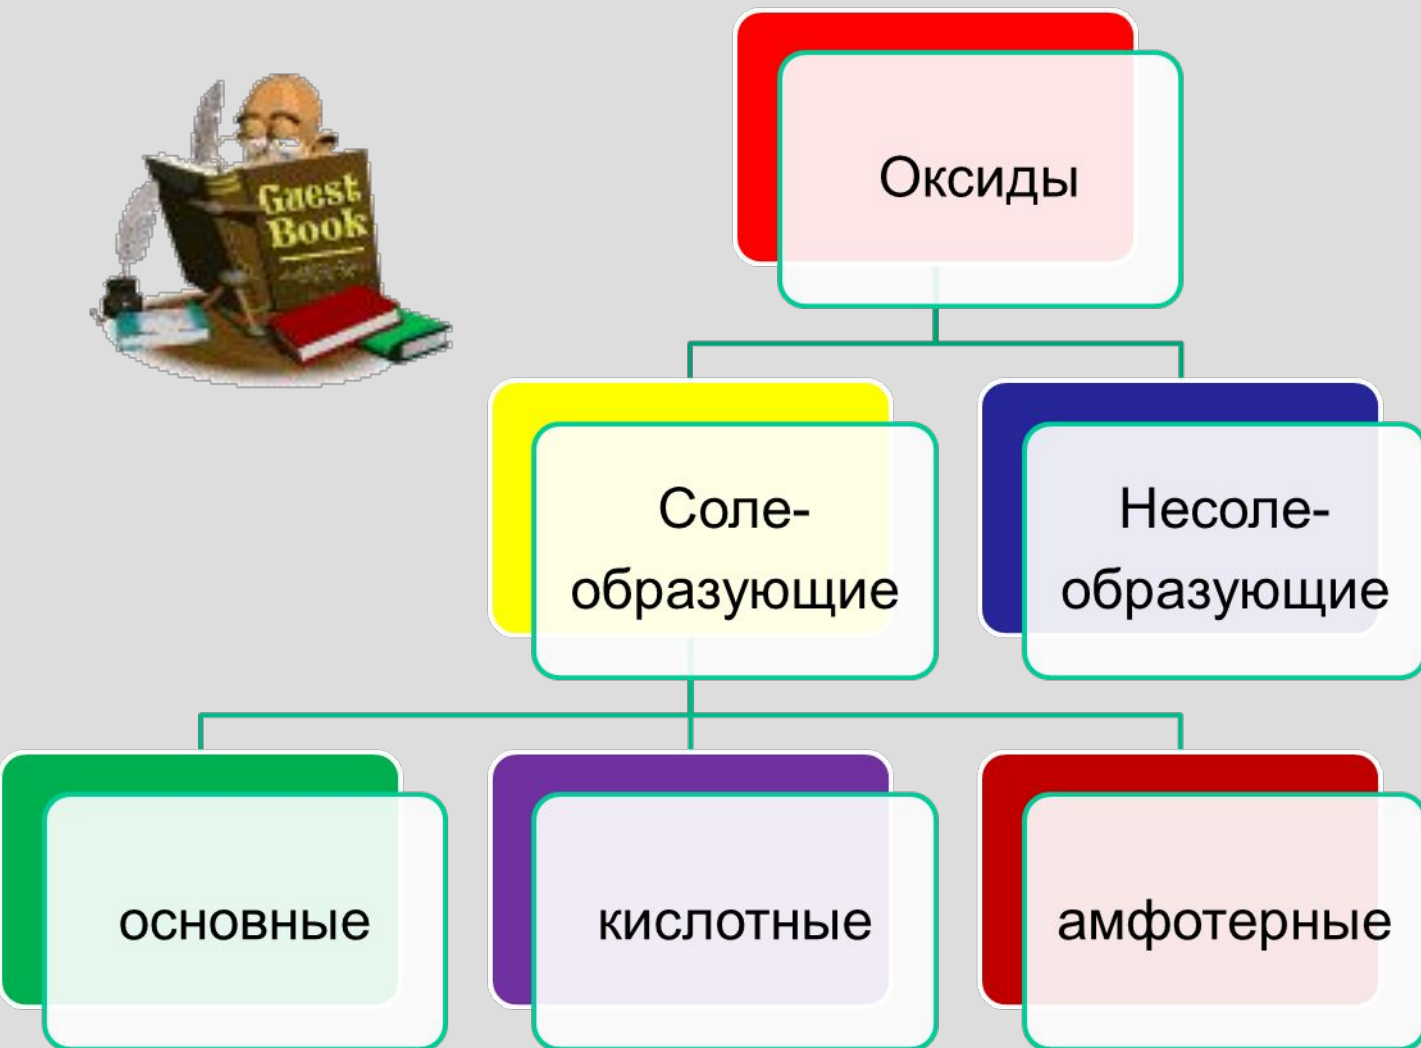 Guest
Book
Оксиды
Соле-
образующие
Несоле-
образующие
основные
кислотные
амфотерные